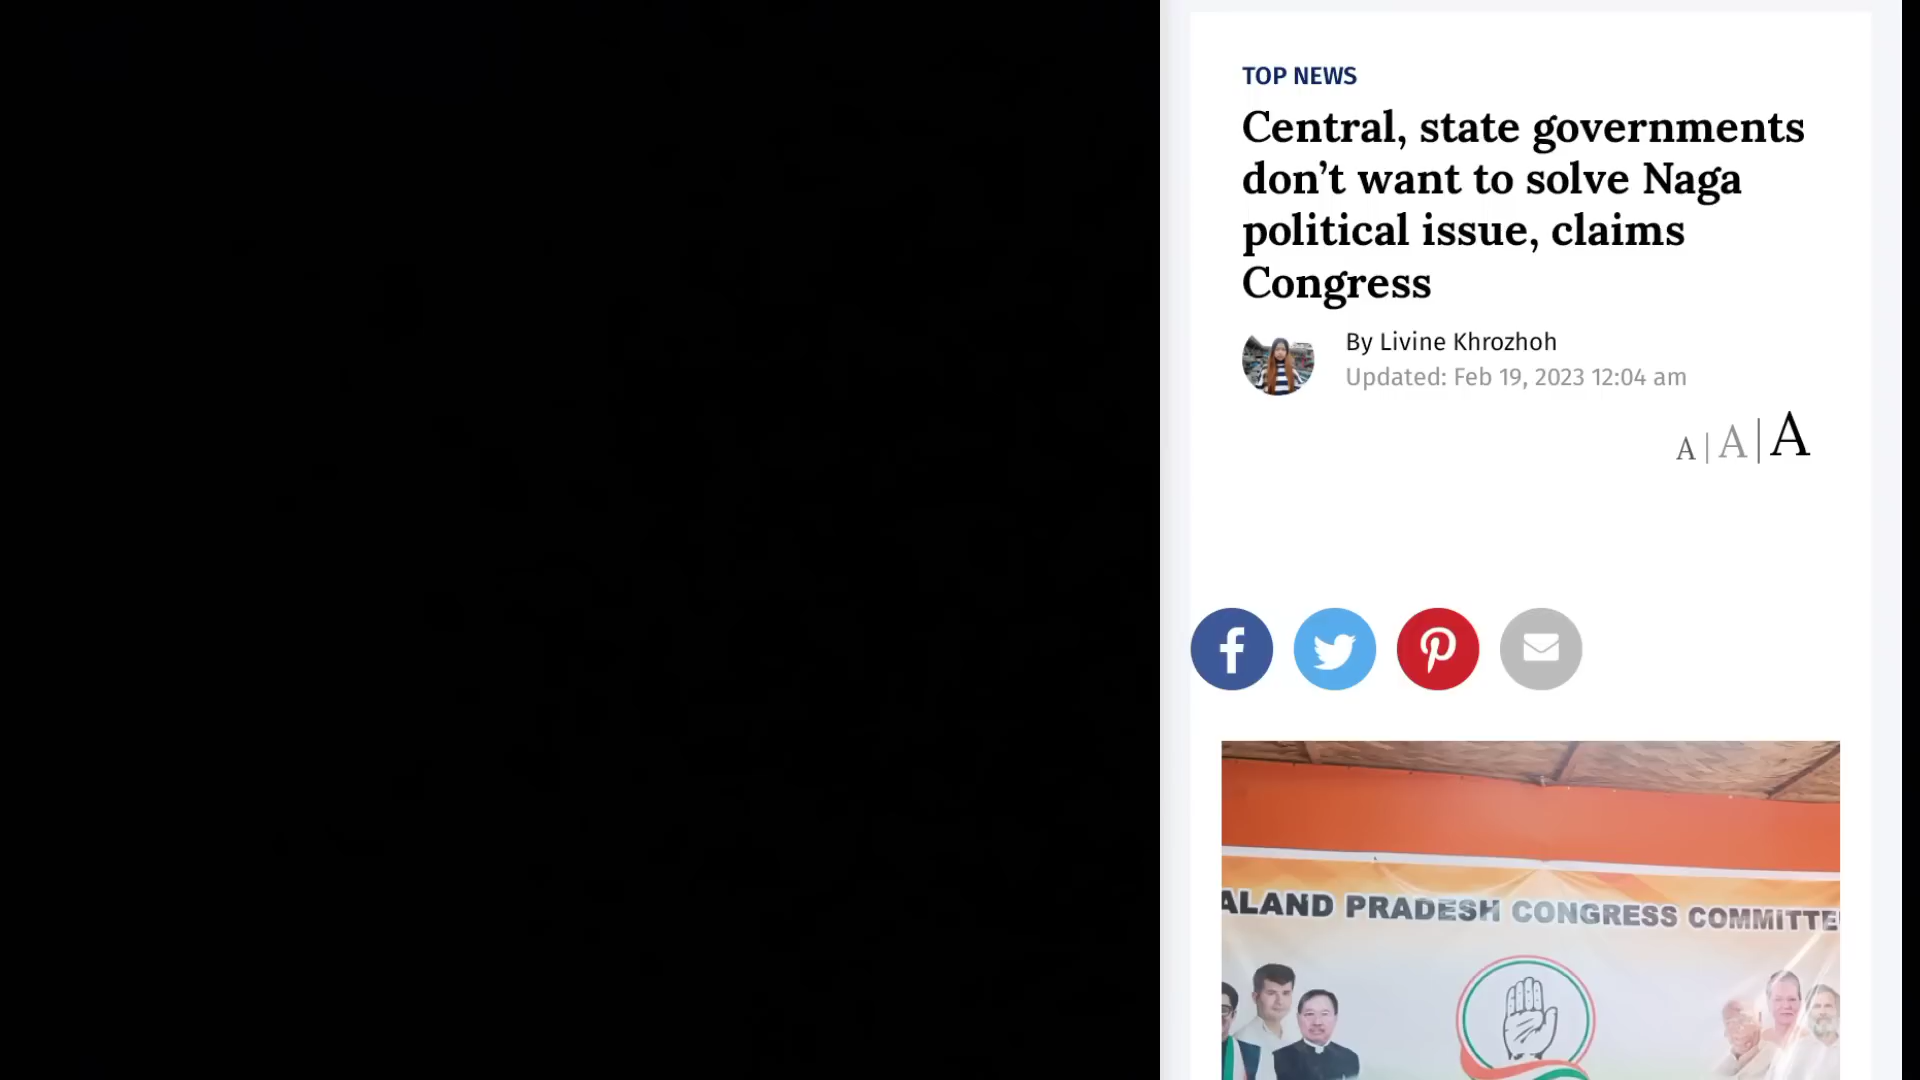 TOP NEWS
Central, state governments
don’t want to solve Naga
political issue, claims
Congress
By Livine Khrozhoh
Updated: Feb 19, 2023 12:04 am
A | A | A
ALAND PRADESH CONGRESS COMMITTE